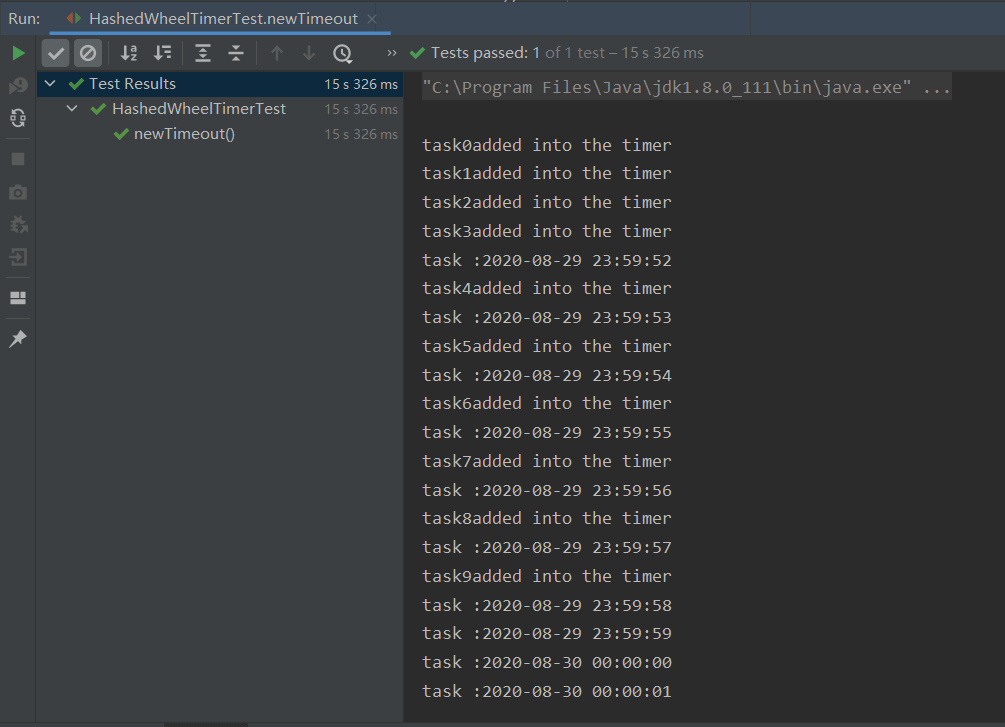 Run: HashedWheelTimerTest.newTimeout
Tests passed: 1 of 1 test – 15 s 326 ms
Test Results 15 s 326 ms
HashedWheelTimerTest 15 s 326 ms
newTimeout() 15 s 326 ms
"C:\Program Files\Java\jdk1.8.0_111\bin\java.exe" ...
task0added into the timer
task1added into the timer
task2added into the timer
task3added into the timer
task :2020-08-29 23:59:52
task4added into the timer
task :2020-08-29 23:59:53
task5added into the timer
task :2020-08-29 23:59:54
task6added into the timer
task :2020-08-29 23:59:55
task7added into the timer
task :2020-08-29 23:59:56
task8added into the timer
task :2020-08-29 23:59:57
task9added into the timer
task :2020-08-29 23:59:58
task :2020-08-29 23:59:59
task :2020-08-30 00:00:00
task :2020-08-30 00:00:01